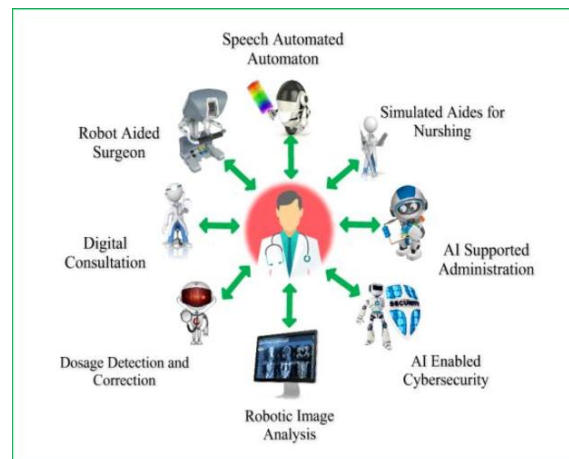 Speech Automated
Automaton
Simulated Aides for
Nurshing
Robot Aided
Surgeon
Digital
Consultation
AI Supported
Administration
SECURITY
Dosage Detection and
Correction
AI Enabled
Cybersecurity
Robotic Image
Analysis